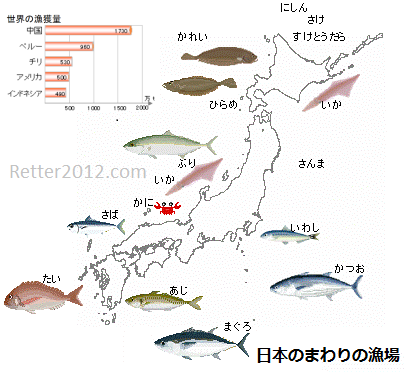 世界の漁獲量
中国 1730
ペルー 960
チリ 530
アメリカ 500
インドネシア 490
0 500 1000 1500 2000 万t
にしん
さけ
すけとうだら
かれい
ひらめ
いか
ぶり
いか
さんま
Retter2012.com
かに
さば
いわし
たい
あじ
かつお
まぐろ
日本のまわりの漁場